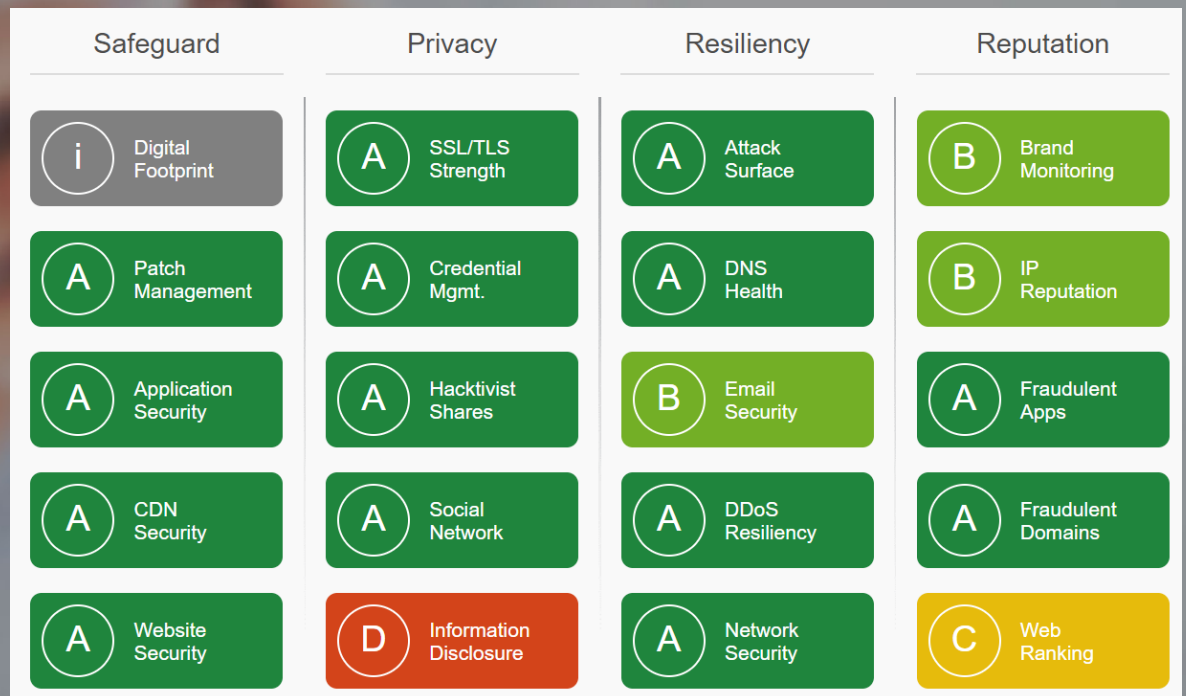 Safeguard
Privacy
Resiliency
Reputation
i
Digital
Footprint
A
SSL/TLS
Strength
A
Attack
Surface
B
Brand
Monitoring
A
Patch
Management
A
Credential
Mgmt.
A
DNS
Health
B
IP
Reputation
A
Application
Security
A
Hacktivist
Shares
B
Email
Security
A
Fraudulent
Apps
A
CDN
Security
A
Social
Network
A
DDoS
Resiliency
A
Fraudulent
Domains
A
Website
Security
D
Information
Disclosure
A
Network
Security
C
Web
Ranking